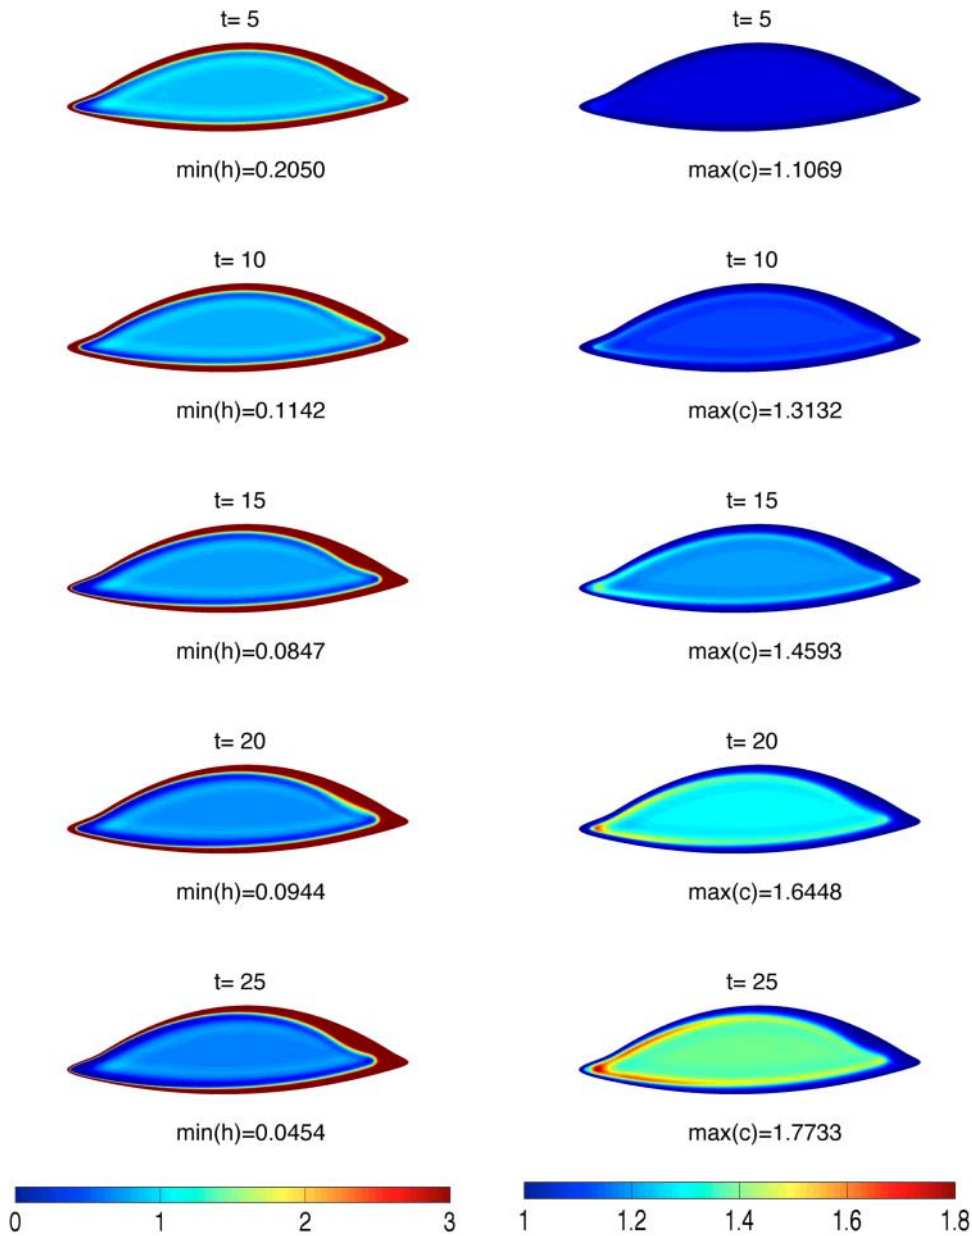 t= 5 t= 5
min(h)=0.2050 max(c)=1.1069
t= 10 t= 10
min(h)=0.1142 max(c)=1.3132
t= 15 t= 15
min(h)=0.0847 max(c)=1.4593
t= 20 t= 20
min(h)=0.0944 max(c)=1.6448
t= 25 t= 25
min(h)=0.0454 max(c)=1.7733
0 1 2 3 1 1.2 1.4 1.6 1.8